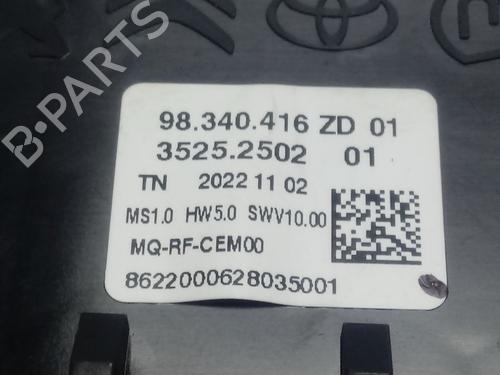 98.340.416 ZD 01
3525.2502 01
TN 2022 11 02
MS1.0 HW5.0 SWV10.00
MQ-RF-CEM00
8622000628035001
B-PARTS